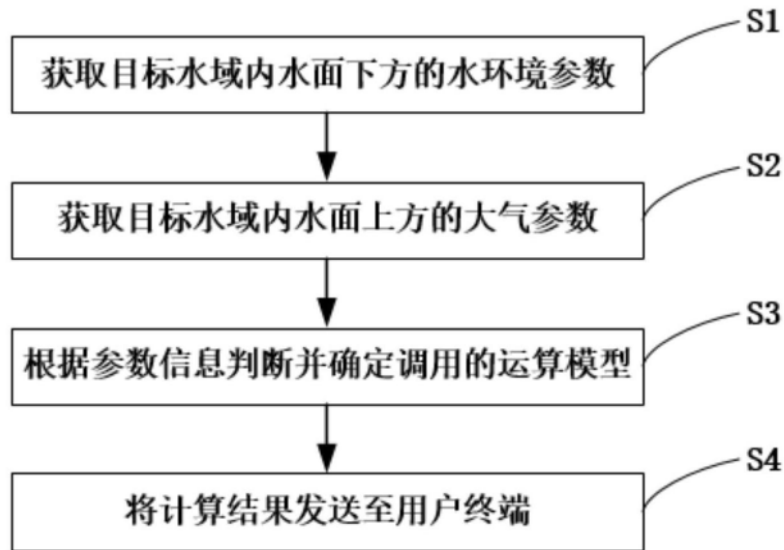 S1
获取目标水域内水面下方的水环境参数
S2
获取目标水域内水面上方的大气参数
S3
根据参数信息判断并确定调用的运算模型
S4
将计算结果发送至用户终端